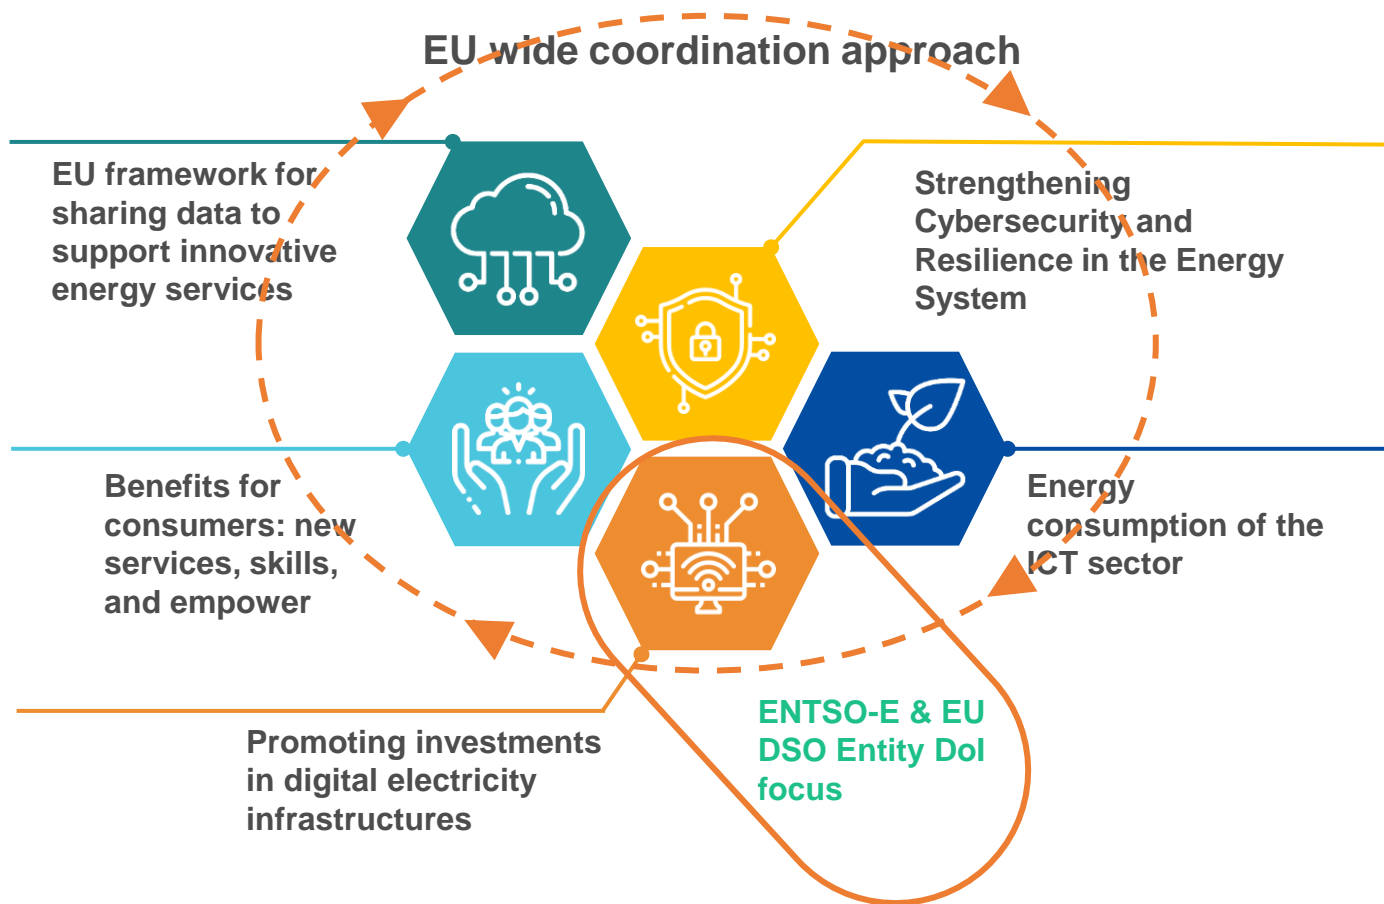 EU wide coordination approach
EU framework for
sharing data to
support innovative
energy services
Strengthening
Cybersecurity and
Resilience in the Energy
System
Benefits for
consumers: new
services, skills,
and empower
Energy
consumption of the
ICT sector
Promoting investments
in digital electricity
infrastructures
ENTSO-E & EU
DSO Entity DoI
focus